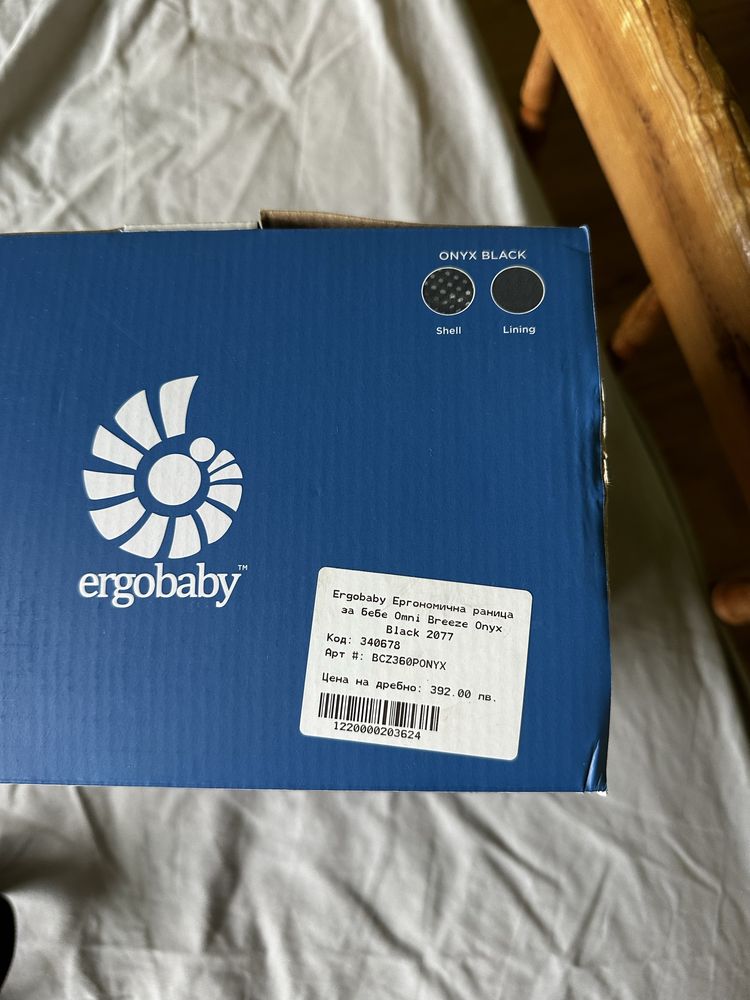 ONYX BLACK
Shell Lining
ergobaby™
Ergobaby Ергономична раница
за бебе Omni Breeze Onyx
Black 2077
Код: 340678
Арт #: BCZ360PONYX
Цена на дребно: 392.00 лв.
1220000203624